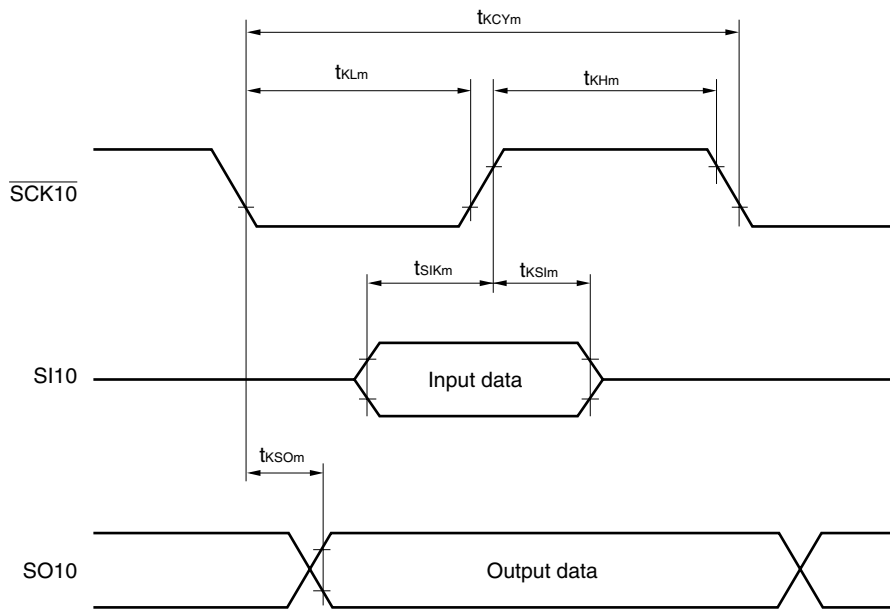 tKCYm
tKLm
tKHm
SCK10
tSIKm
tKSIm
SI10
Input data
tKSOm
SO10
Output data